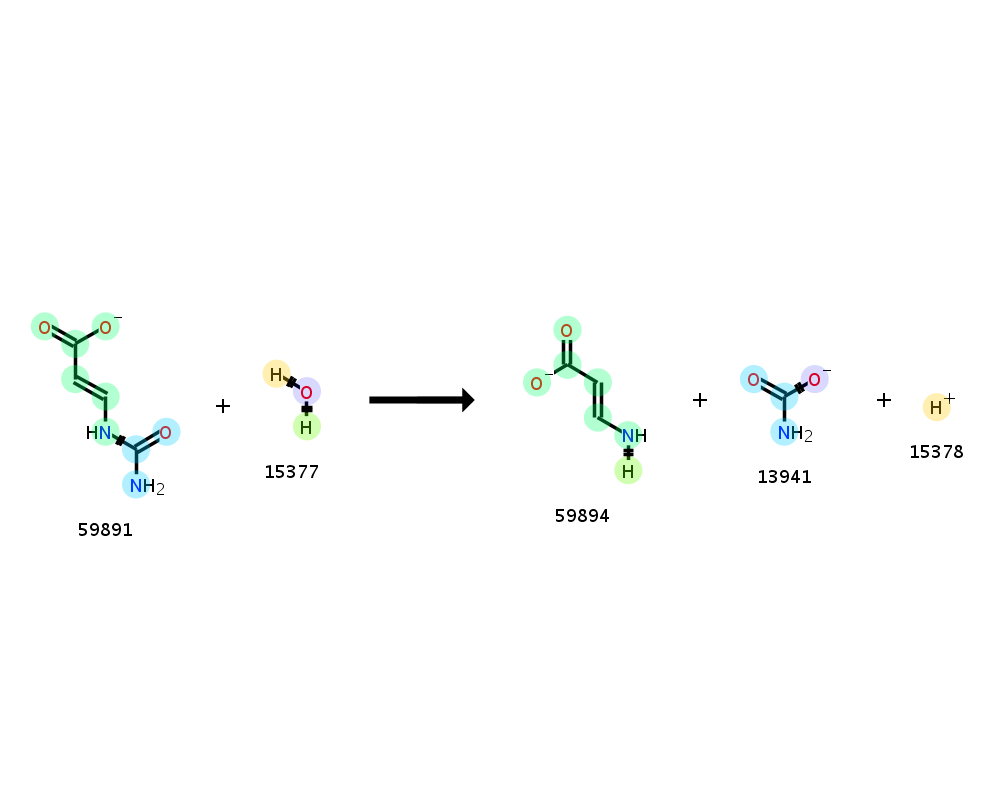 O O⁻
HN O
NH₂
59891
+
H
O
H
15377
O
O⁻
NH
H
59894
+
O O⁻
NH₂
13941
+
H⁺
15378